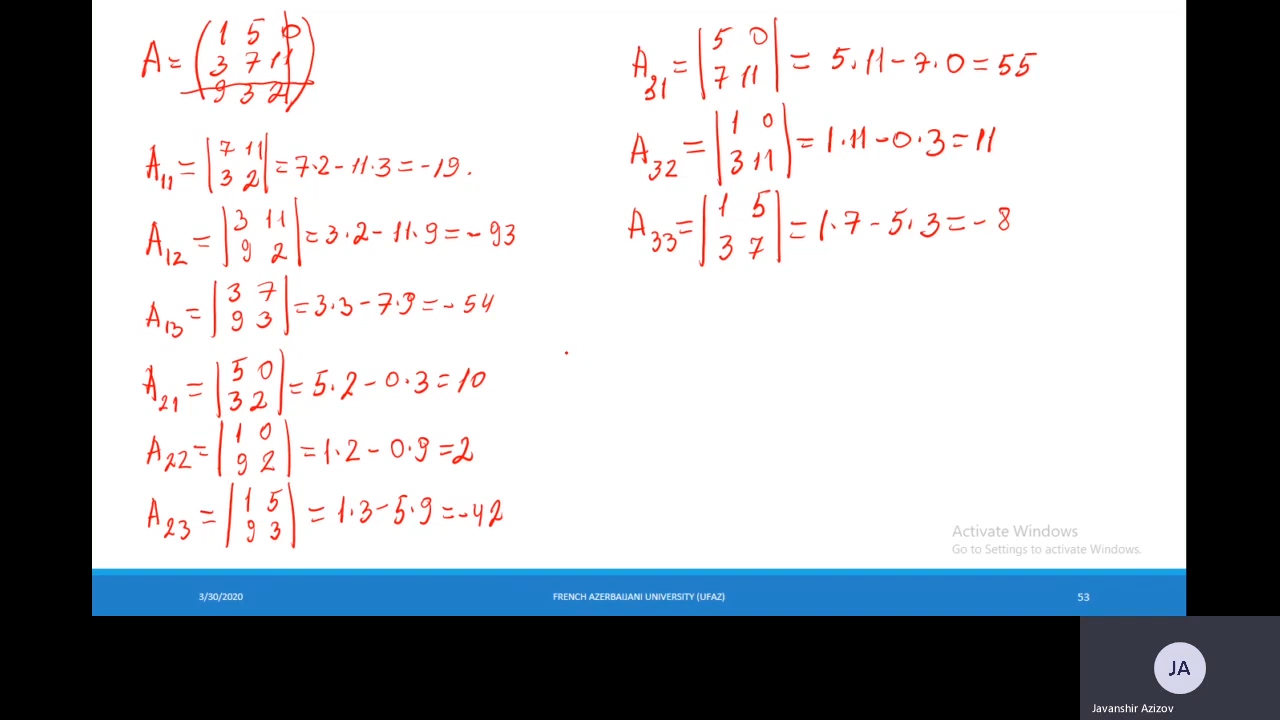 A = ( 1 5 0
3 7 11
9 3 2 )
A₁₁ = | 7 11 ; 3 2 | = 7·2 − 11·3 = −19.
A₁₂ = | 3 11 ; 9 2 | = 3·2 − 11·9 = −93
A₁₃ = | 3 7 ; 9 3 | = 3·3 − 7·9 = −54
A₂₁ = | 5 0 ; 3 2 | = 5·2 − 0·3 = 10
A₂₂ = | 1 0 ; 9 2 | = 1·2 − 0·9 = 2
A₂₃ = | 1 5 ; 9 3 | = 1·3 − 5·9 = −42
A₃₁ = | 5 0 ; 7 11 | = 5·11 − 7·0 = 55
A₃₂ = | 1 0 ; 3 11 | = 1·11 − 0·3 = 11
A₃₃ = | 1 5 ; 3 7 | = 1·7 − 5·3 = −8
Activate Windows
Go to Settings to activate Windows.
3/30/2020
FRENCH AZERBAIJANI UNIVERSITY (UFAZ)
53
JA
Javanshir Azizov